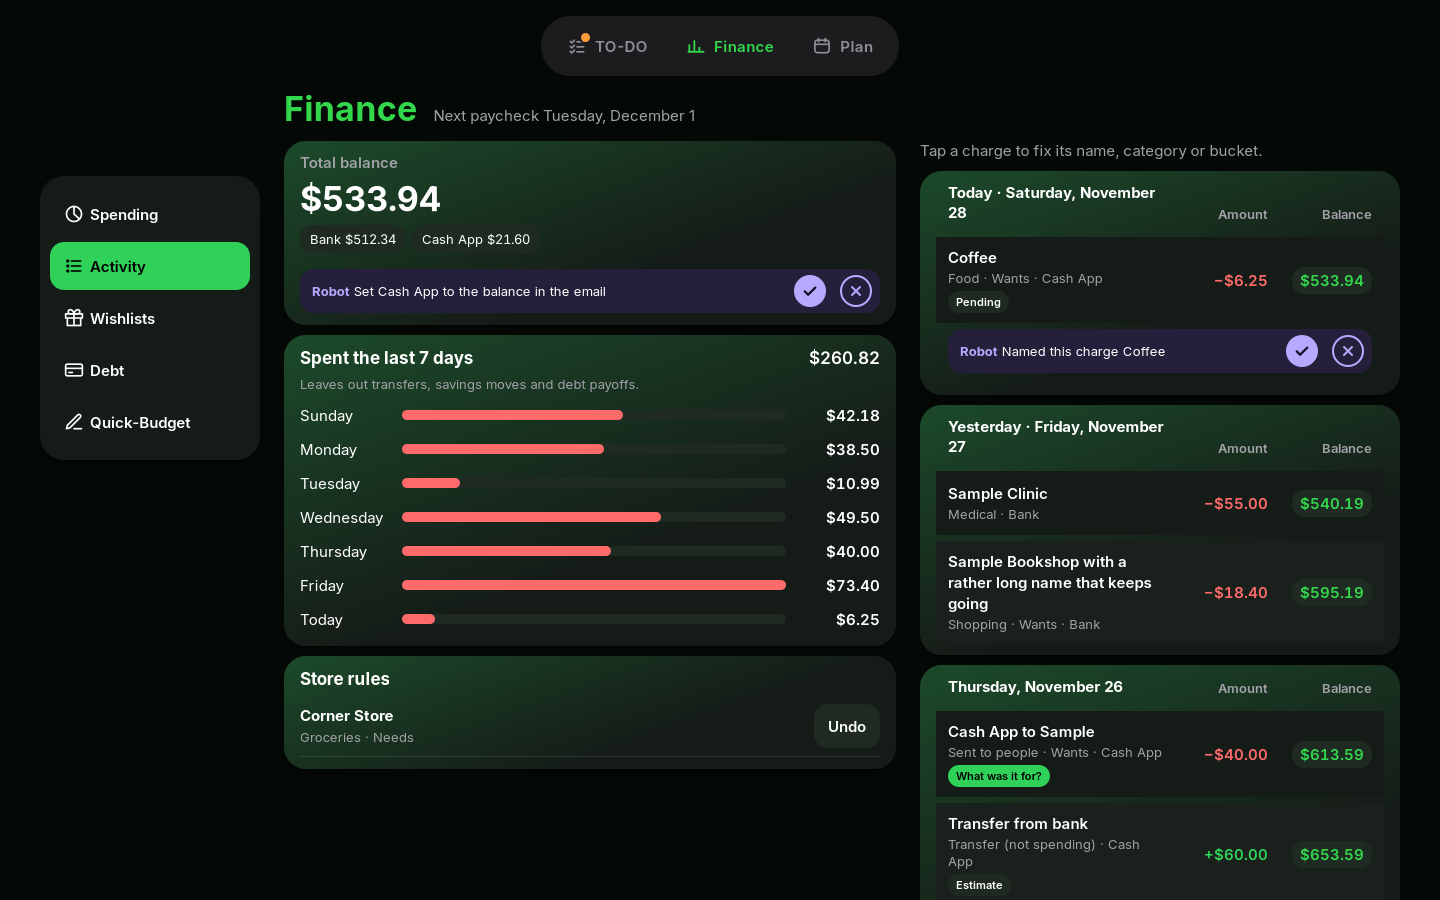 TO-DO
Finance
Plan
Finance
Next paycheck Tuesday, December 1
Spending
Activity
Wishlists
Debt
Quick-Budget
Total balance
$533.94
Bank $512.34
Cash App $21.60
Robot Set Cash App to the balance in the email
Spent the last 7 days
$260.82
Leaves out transfers, savings moves and debt payoffs.
Sunday $42.18
Monday $38.50
Tuesday $10.99
Wednesday $49.50
Thursday $40.00
Friday $73.40
Today $6.25
Store rules
Corner Store
Groceries · Needs
Undo
Tap a charge to fix its name, category or bucket.
Today · Saturday, November
28
Amount
Balance
Coffee
Food · Wants · Cash App
Pending
−$6.25
$533.94
Robot Named this charge Coffee
Yesterday · Friday, November
27
Amount
Balance
Sample Clinic
Medical · Bank
−$55.00
$540.19
Sample Bookshop with a
rather long name that keeps
going
Shopping · Wants · Bank
−$18.40
$595.19
Thursday, November 26
Amount
Balance
Cash App to Sample
Sent to people · Wants · Cash App
What was it for?
−$40.00
$613.59
Transfer from bank
Transfer (not spending) · Cash
App
Estimate
+$60.00
$653.59